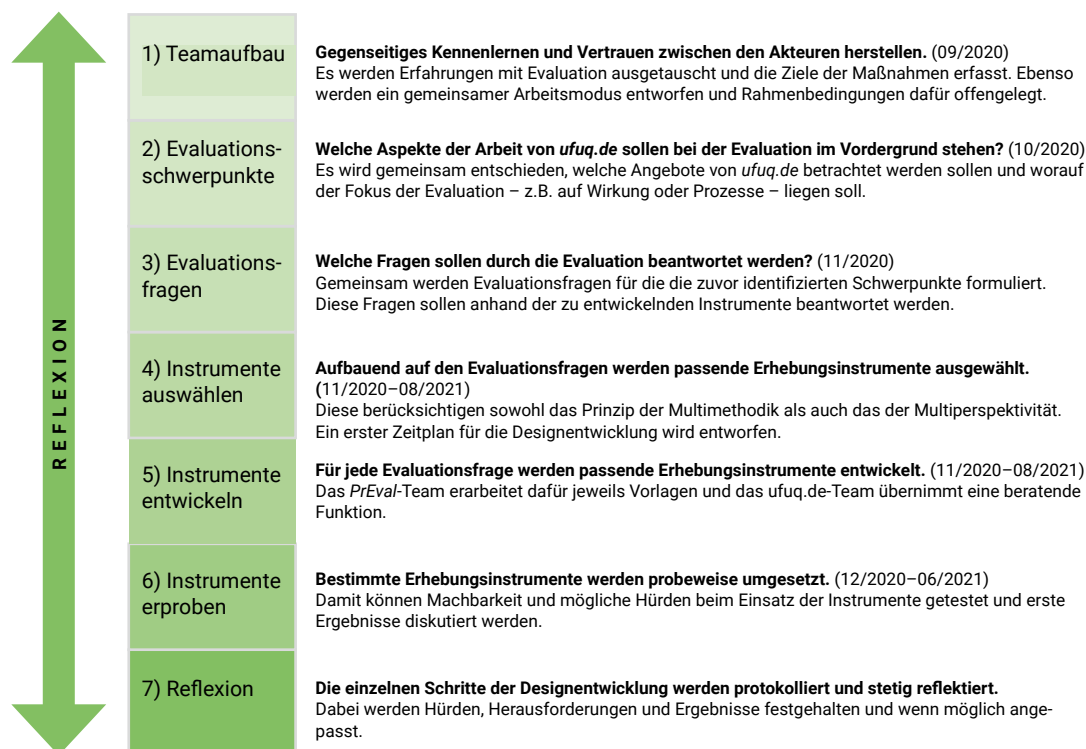 REFLEXION
1) Teamaufbau
Gegenseitiges Kennenlernen und Vertrauen zwischen den Akteuren herstellen. (09/2020)
Es werden Erfahrungen mit Evaluation ausgetauscht und die Ziele der Maßnahmen erfasst. Ebenso
werden ein gemeinsamer Arbeitsmodus entworfen und Rahmenbedingungen dafür offengelegt.
2) Evaluations-
schwerpunkte
Welche Aspekte der Arbeit von ufuq.de sollen bei der Evaluation im Vordergrund stehen? (10/2020)
Es wird gemeinsam entschieden, welche Angebote von ufuq.de betrachtet werden sollen und worauf
der Fokus der Evaluation – z.B. auf Wirkung oder Prozesse – liegen soll.
3) Evaluations-
fragen
Welche Fragen sollen durch die Evaluation beantwortet werden? (11/2020)
Gemeinsam werden Evaluationsfragen für die die zuvor identifizierten Schwerpunkte formuliert.
Diese Fragen sollen anhand der zu entwickelnden Instrumente beantwortet werden.
4) Instrumente
auswählen
Aufbauend auf den Evaluationsfragen werden passende Erhebungsinstrumente ausgewählt.
(11/2020–08/2021)
Diese berücksichtigen sowohl das Prinzip der Multimethodik als auch das der Multiperspektivität.
Ein erster Zeitplan für die Designentwicklung wird entworfen.
5) Instrumente
entwickeln
Für jede Evaluationsfrage werden passende Erhebungsinstrumente entwickelt. (11/2020–08/2021)
Das PrEval-Team erarbeitet dafür jeweils Vorlagen und das ufuq.de-Team übernimmt eine beratende
Funktion.
6) Instrumente
erproben
Bestimmte Erhebungsinstrumente werden probeweise umgesetzt. (12/2020–06/2021)
Damit können Machbarkeit und mögliche Hürden beim Einsatz der Instrumente getestet und erste
Ergebnisse diskutiert werden.
7) Reflexion
Die einzelnen Schritte der Designentwicklung werden protokolliert und stetig reflektiert.
Dabei werden Hürden, Herausforderungen und Ergebnisse festgehalten und wenn möglich ange-
passt.